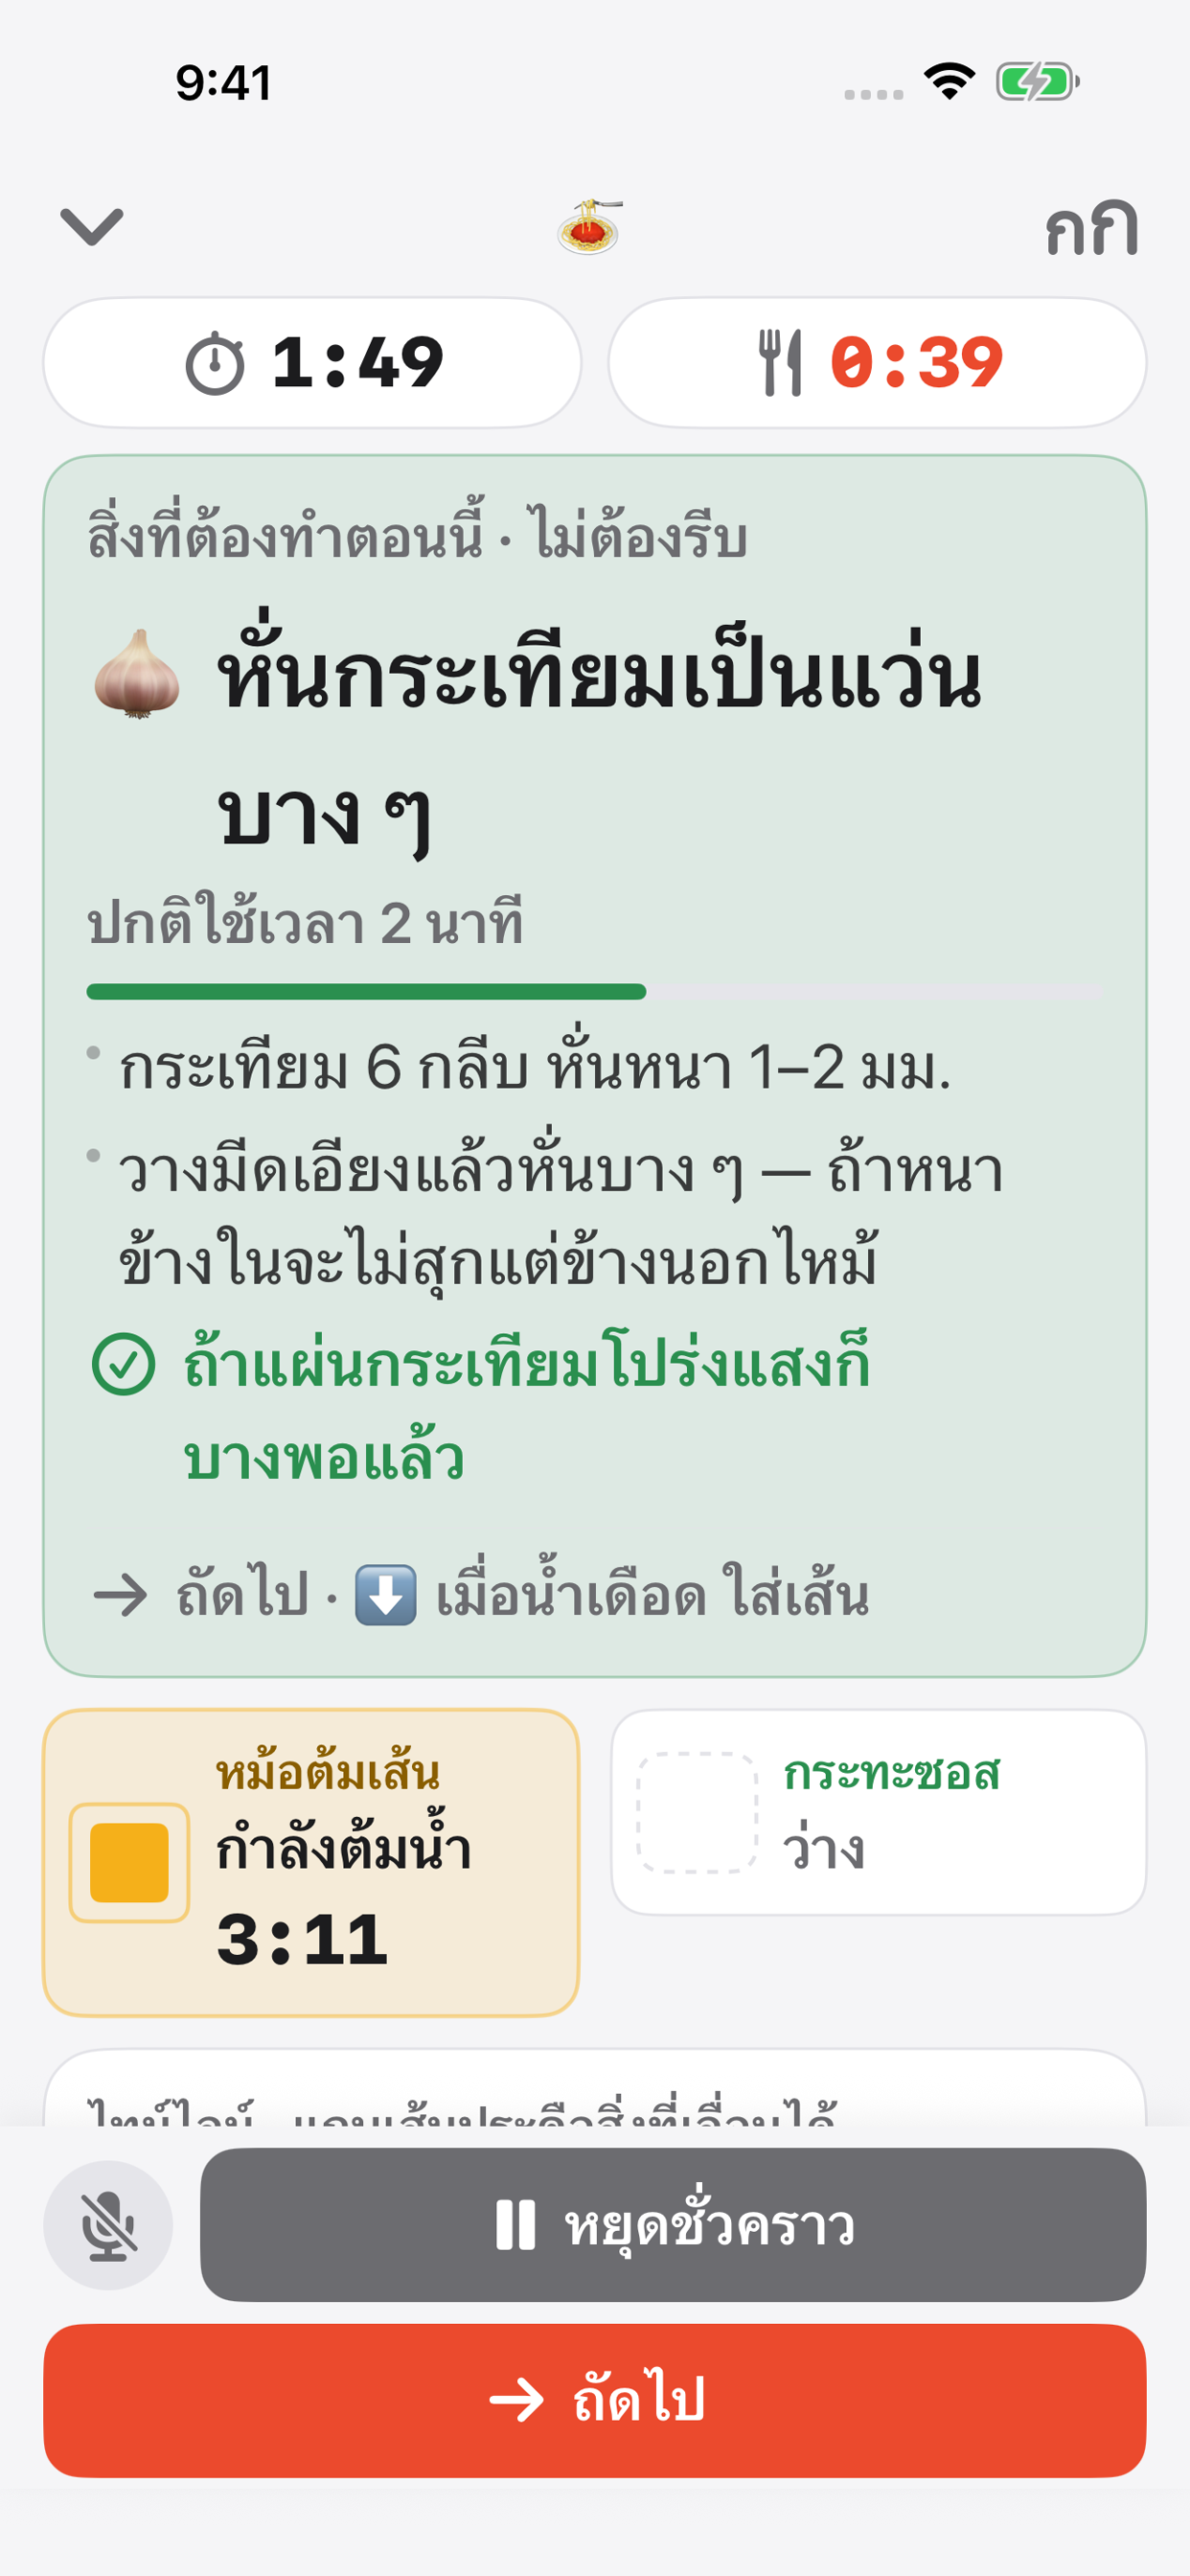 9:41
กก
1:49
0:39
สิ่งที่ต้องทำตอนนี้ · ไม่ต้องรีบ
หั่นกระเทียมเป็นแว่น
บาง ๆ
ปกติใช้เวลา 2 นาที
กระเทียม 6 กลีบ หั่นหนา 1–2 มม.
วางมีดเอียงแล้วหั่นบาง ๆ — ถ้าหนา
ข้างในจะไม่สุกแต่ข้างนอกไหม้
ถ้าแผ่นกระเทียมโปร่งแสงก็
บางพอแล้ว
→ ถัดไป · ⬇️ เมื่อน้ำเดือด ใส่เส้น
หม้อต้มเส้น
กำลังต้มน้ำ
3:11
กระทะซอส
ว่าง
หยุดชั่วคราว
→ ถัดไป